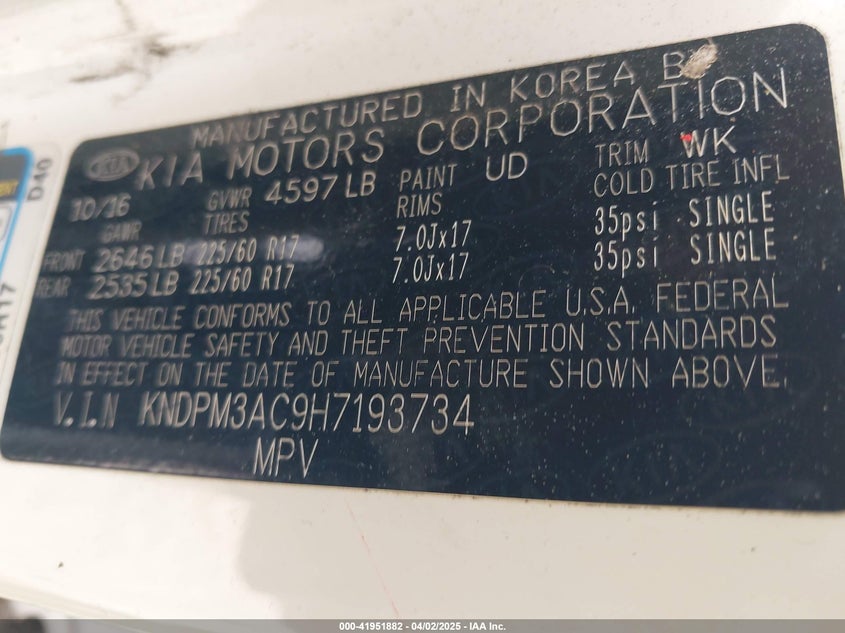 MANUFACTURED IN KOREA BY
KIA KIA MOTORS CORPORATION
10/16 GVWR 4597 LB PAINT UD TRIM WK
GAWR TIRES RIMS COLD TIRE INFL
FRONT 2646 LB 225/60 R17 7.0Jx17 35psi SINGLE
REAR 2535 LB 225/60 R17 7.0Jx17 35psi SINGLE
THIS VEHICLE CONFORMS TO ALL APPLICABLE U.S.A. FEDERAL
MOTOR VEHICLE SAFETY AND THEFT PREVENTION STANDARDS
IN EFFECT ON THE DATE OF MANUFACTURE SHOWN ABOVE.
V.I.N KNDPM3AC9H7193734
MPV
D40
000-41951882 - 04/02/2025 - IAA Inc.